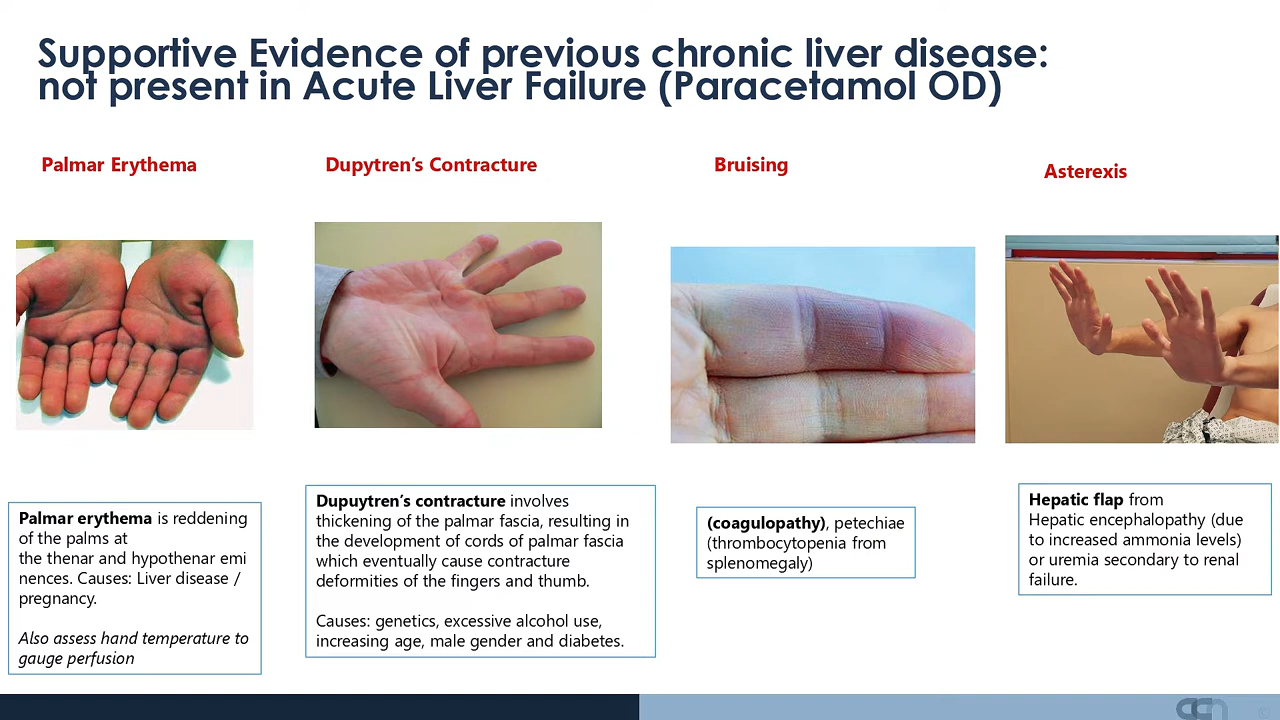 Supportive Evidence of previous chronic liver disease:
not present in Acute Liver Failure (Paracetamol OD)
Palmar Erythema
Dupytren's Contracture
Bruising
Asterexis
Palmar erythema is reddening
of the palms at
the thenar and hypothenar emi
nences. Causes: Liver disease /
pregnancy.
Also assess hand temperature to
gauge perfusion
Dupuytren's contracture involves
thickening of the palmar fascia, resulting in
the development of cords of palmar fascia
which eventually cause contracture
deformities of the fingers and thumb.
Causes: genetics, excessive alcohol use,
increasing age, male gender and diabetes.
(coagulopathy), petechiae
(thrombocytopenia from
splenomegaly)
Hepatic flap from
Hepatic encephalopathy (due
to increased ammonia levels)
or uremia secondary to renal
failure.